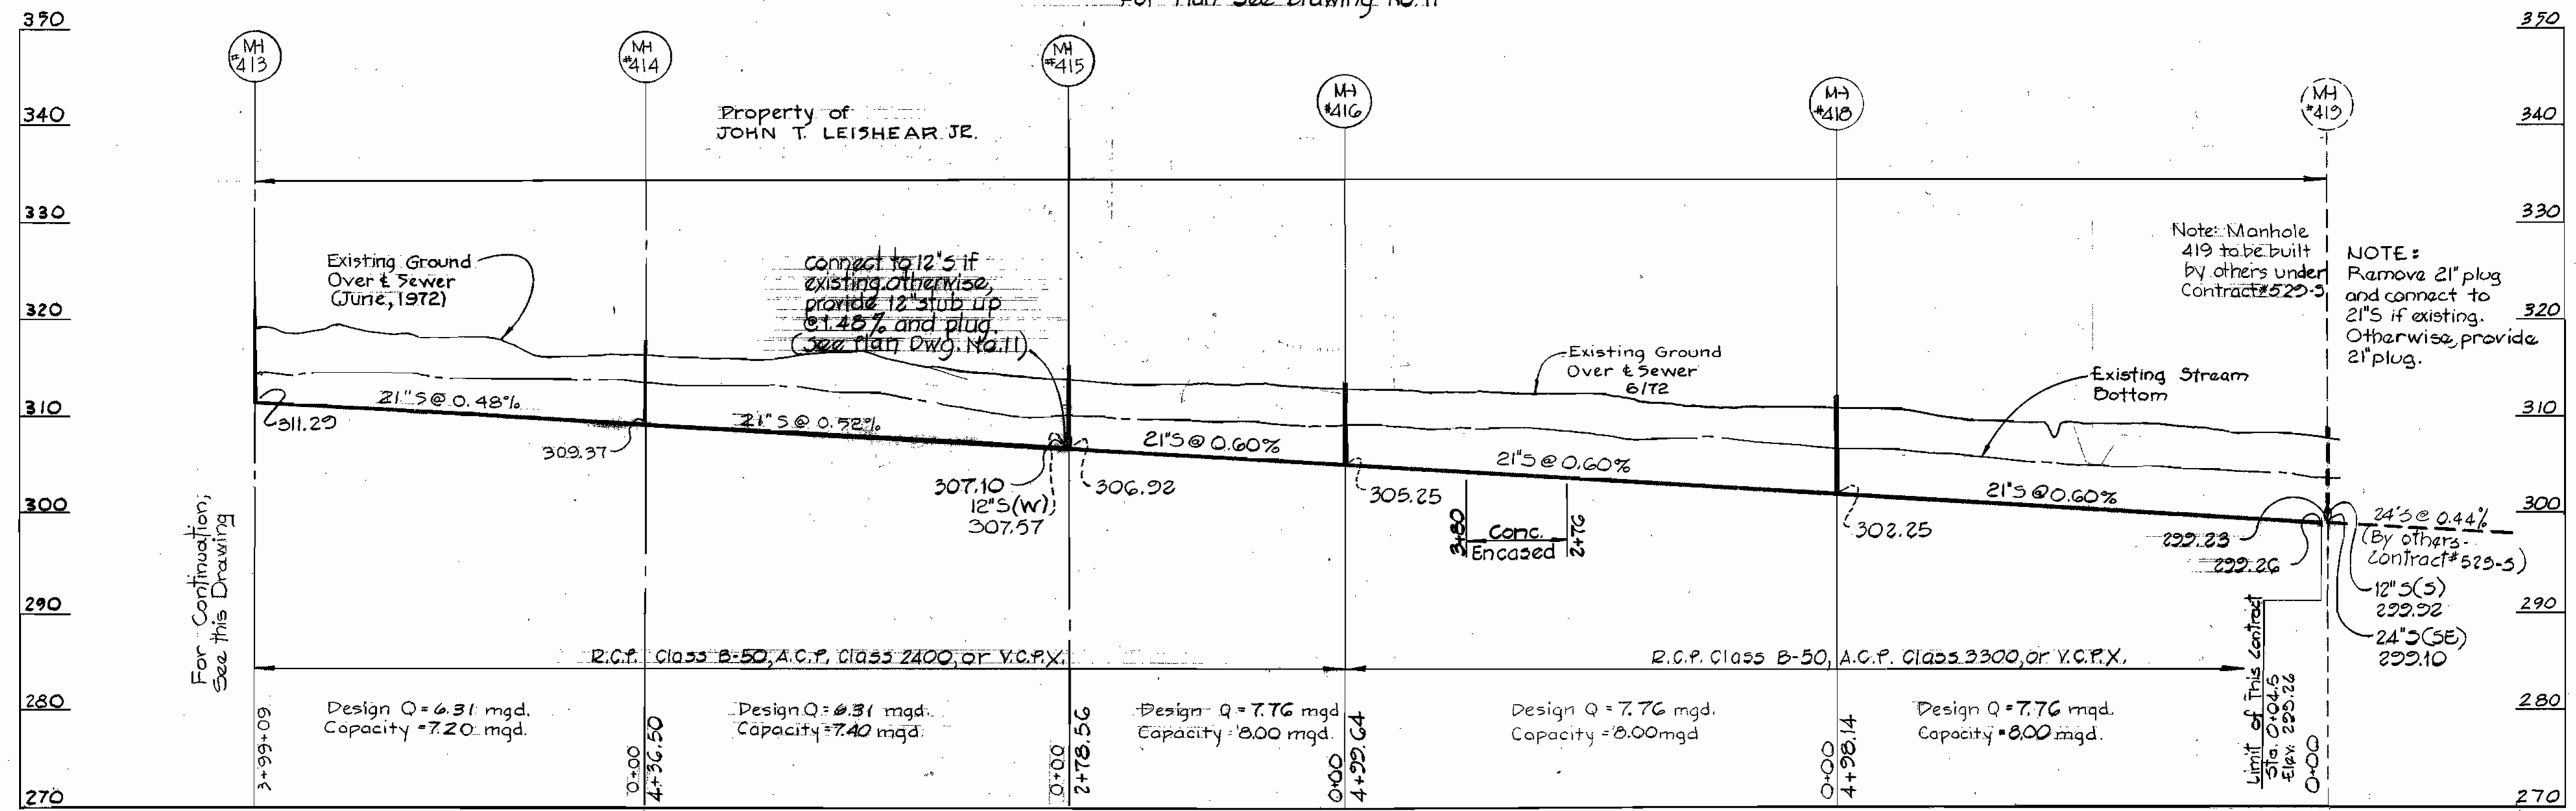 For Plan See Drawing No. 11
350
340
330
320
310
300
290
280
270
350
340
330
320
310
300
290
280
270
MH
#413
MH
#414
MH
#415
MH
#416
MH
#418
MH
#419
Property of
JOHN T. LEISHEAR JR.
Existing Ground
Over ℄ Sewer
(June, 1972)
connect to 12"S if
existing. otherwise,
provide 12" stub up
@ 1.48% and plug.
(See Plan Dwg. No. 11)
Existing Ground
Over ℄ Sewer
6/72
Existing Stream
Bottom
Note: Manhole
419 to be built
by others under
Contract #529-S
NOTE:
Remove 21" plug
and connect to
21"S if existing.
Otherwise, provide
21" plug.
21"S @ 0.48%
21"S @ 0.52%
21"S @ 0.60%
21"S @ 0.60%
21"S @ 0.60%
24"S @ 0.44%
(By others-
Contract #529-S)
311.29
309.37
307.10
12"S(W)
307.57
306.92
305.25
302.25
299.23
299.26
12"S(S)
299.92
24"S(SE)
299.10
3+80
Conc.
Encased
2+76
For Continuation,
See this Drawing
R.C.P. Class B-50, A.C.P. Class 2400, or V.C.P.X.
R.C.P. Class B-50, A.C.P. Class 3300, or V.C.P.X.
Design Q = 6.31 mgd.
Capacity = 7.20 mgd.
Design Q = 6.31 mgd.
Capacity = 7.40 mgd.
Design Q = 7.76 mgd
Capacity = 8.00 mgd.
Design Q = 7.76 mgd.
Capacity = 8.00 mgd
Design Q = 7.76 mgd.
Capacity = 8.00 mgd.
3+99.09
0+00
4+36.50
0+00
2+78.56
0+00
4+99.64
0+00
4+98.14
Limit of This Contract
Sta. 0+04.5
Elev. 299.26
0+00